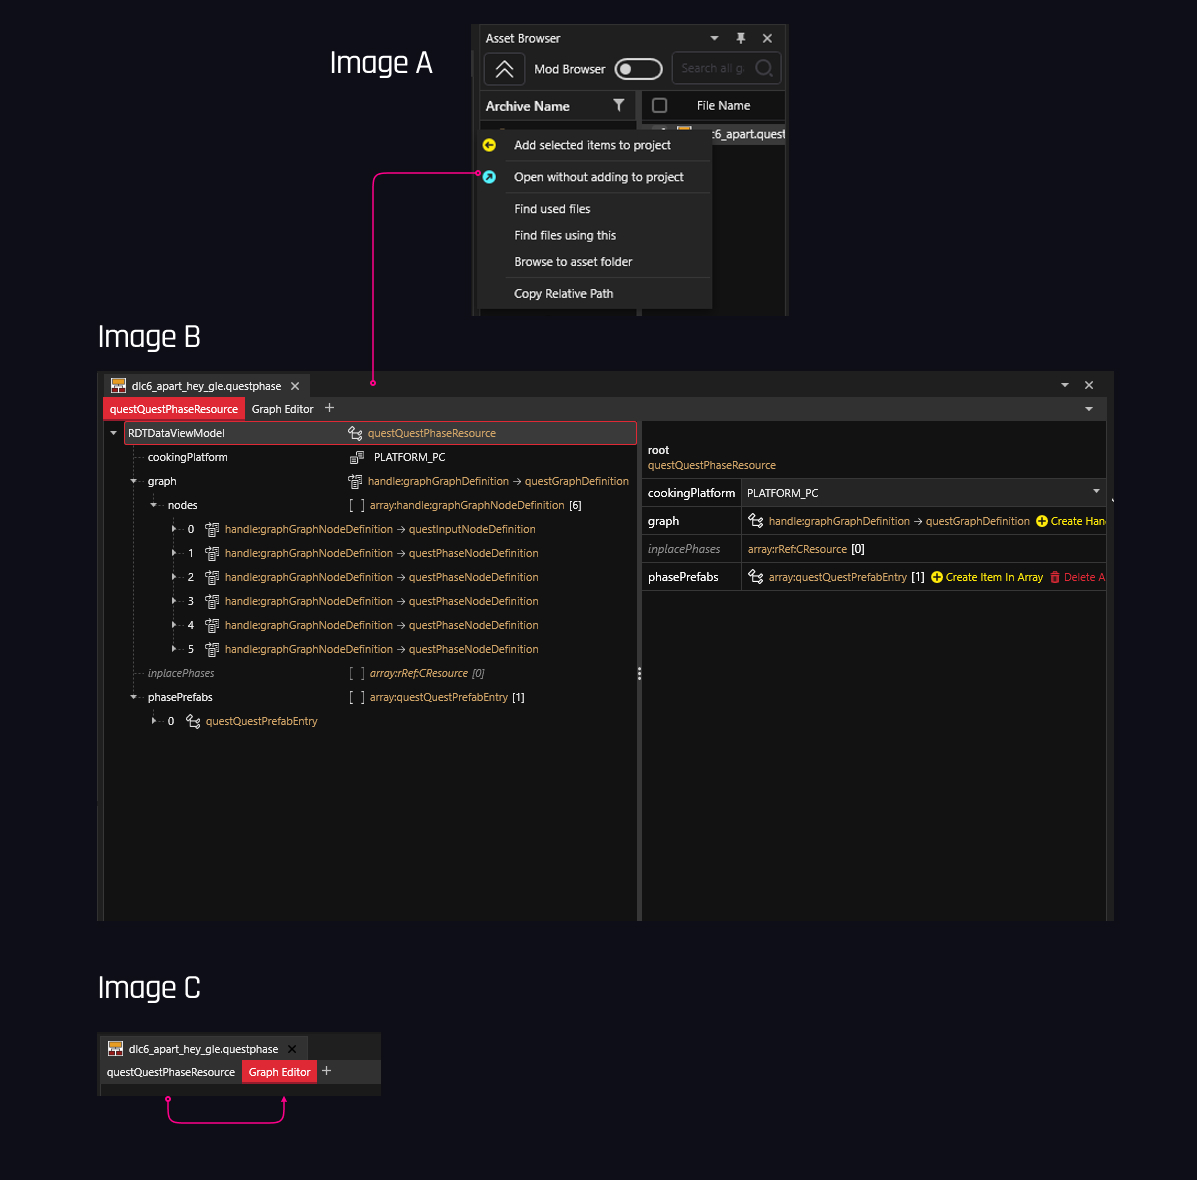 Image A
Asset Browser
Mod Browser
Search all g
Archive Name
File Name
c6_apart.quest
Add selected items to project
Open without adding to project
Find used files
Find files using this
Browse to asset folder
Copy Relative Path
Image B
dlc6_apart_hey_gle.questphase
questQuestPhaseResource Graph Editor +
RDTDataViewModel questQuestPhaseResource
cookingPlatform PLATFORM_PC
graph handle:graphGraphDefinition → questGraphDefinition
nodes [ ] array:handle:graphGraphNodeDefinition [6]
0 handle:graphGraphNodeDefinition → questInputNodeDefinition
1 handle:graphGraphNodeDefinition → questPhaseNodeDefinition
2 handle:graphGraphNodeDefinition → questPhaseNodeDefinition
3 handle:graphGraphNodeDefinition → questPhaseNodeDefinition
4 handle:graphGraphNodeDefinition → questPhaseNodeDefinition
5 handle:graphGraphNodeDefinition → questPhaseNodeDefinition
inplacePhases [ ] array:rRef:CResource [0]
phasePrefabs [ ] array:questQuestPrefabEntry [1]
0 questQuestPrefabEntry
root
questQuestPhaseResource
cookingPlatform PLATFORM_PC
graph handle:graphGraphDefinition → questGraphDefinition Create Han
inplacePhases array:rRef:CResource [0]
phasePrefabs array:questQuestPrefabEntry [1] Create Item In Array Delete A
Image C
dlc6_apart_hey_gle.questphase
questQuestPhaseResource Graph Editor +